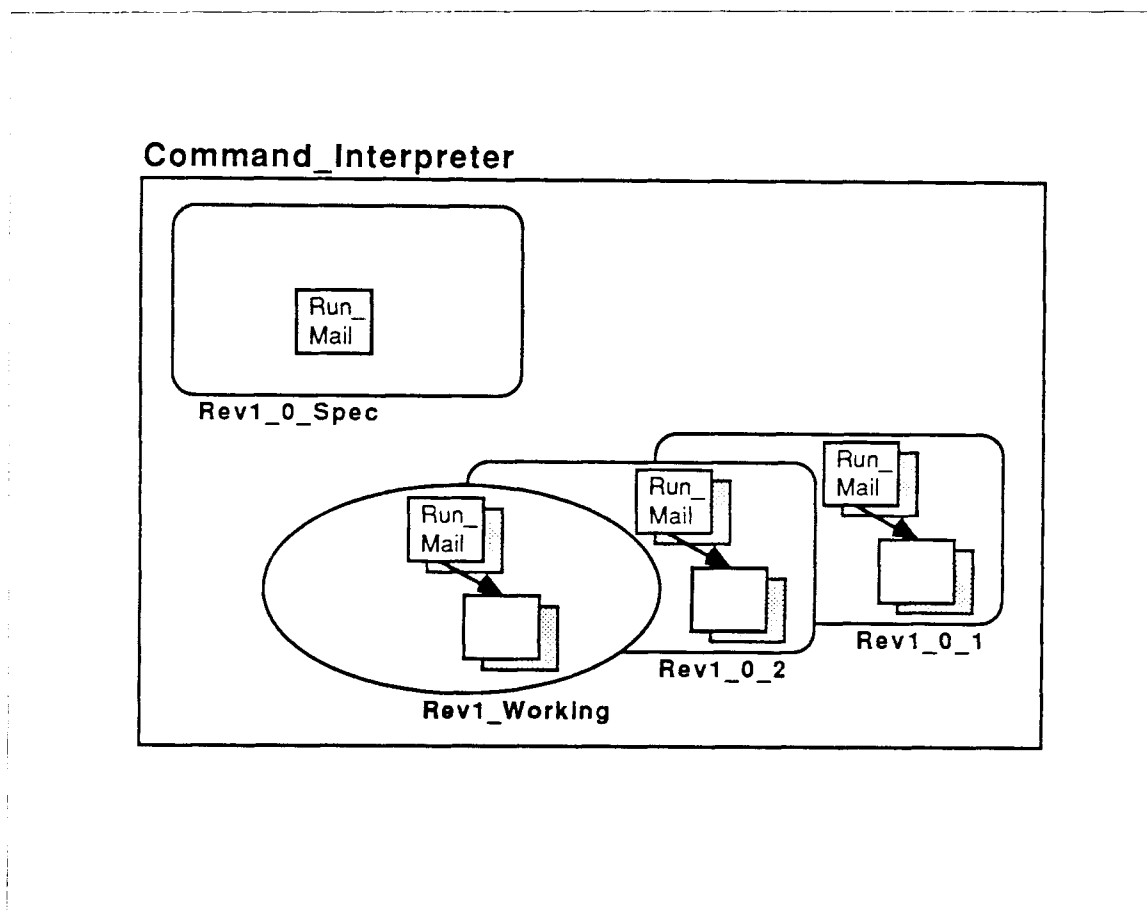 Command_Interpreter
Run_
Mail
Rev1_0_Spec
Run_
Mail
Rev1_0_1
Run_
Mail
Rev1_0_2
Run_
Mail
Rev1_Working